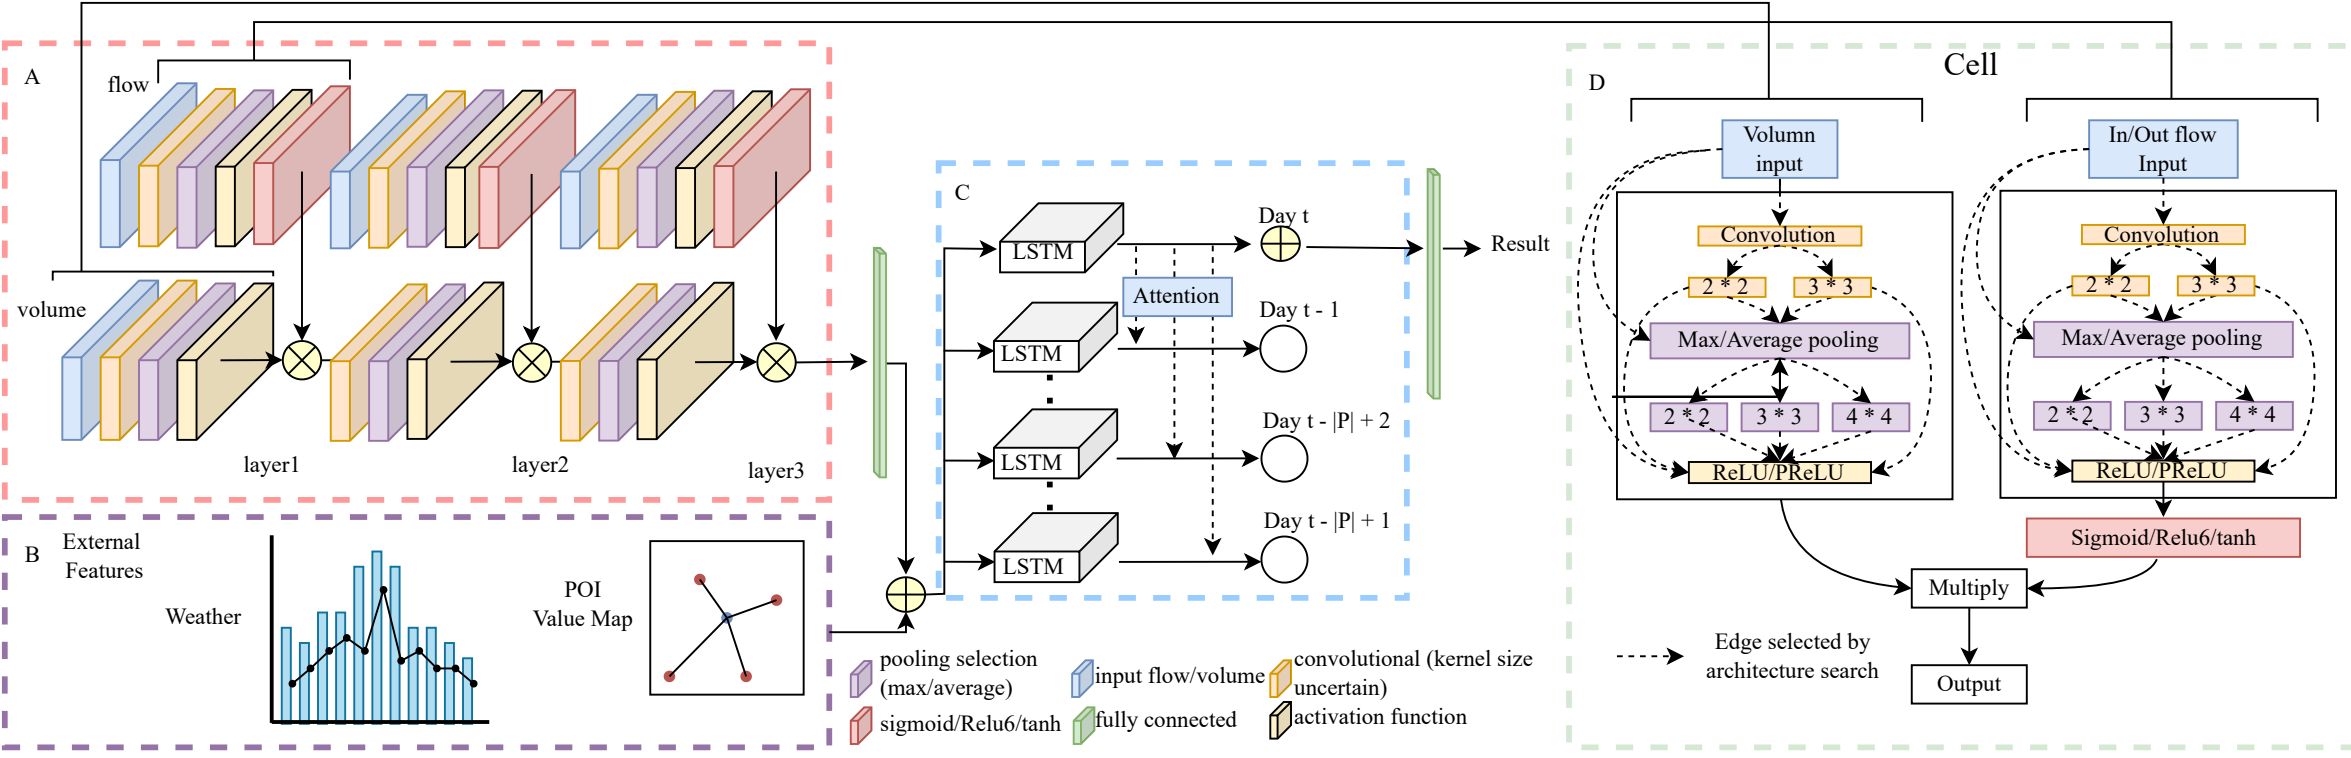 A
flow
volume
layer1
layer2
layer3
B
External
Features
Weather
POI
Value Map
C
LSTM
LSTM
LSTM
LSTM
Attention
Day t
Day t - 1
Day t - |P| + 2
Day t - |P| + 1
Result
pooling selection
(max/average)
input flow/volume
convolutional (kernel size
uncertain)
sigmoid/Relu6/tanh
fully connected
activation function
D
Cell
Volumn
input
Convolution
2 * 2
3 * 3
Max/Average pooling
2 * 2
3 * 3
4 * 4
ReLU/PReLU
In/Out flow
Input
Convolution
2 * 2
3 * 3
Max/Average pooling
2 * 2
3 * 3
4 * 4
ReLU/PReLU
Sigmoid/Relu6/tanh
Multiply
Output
Edge selected by
architecture search